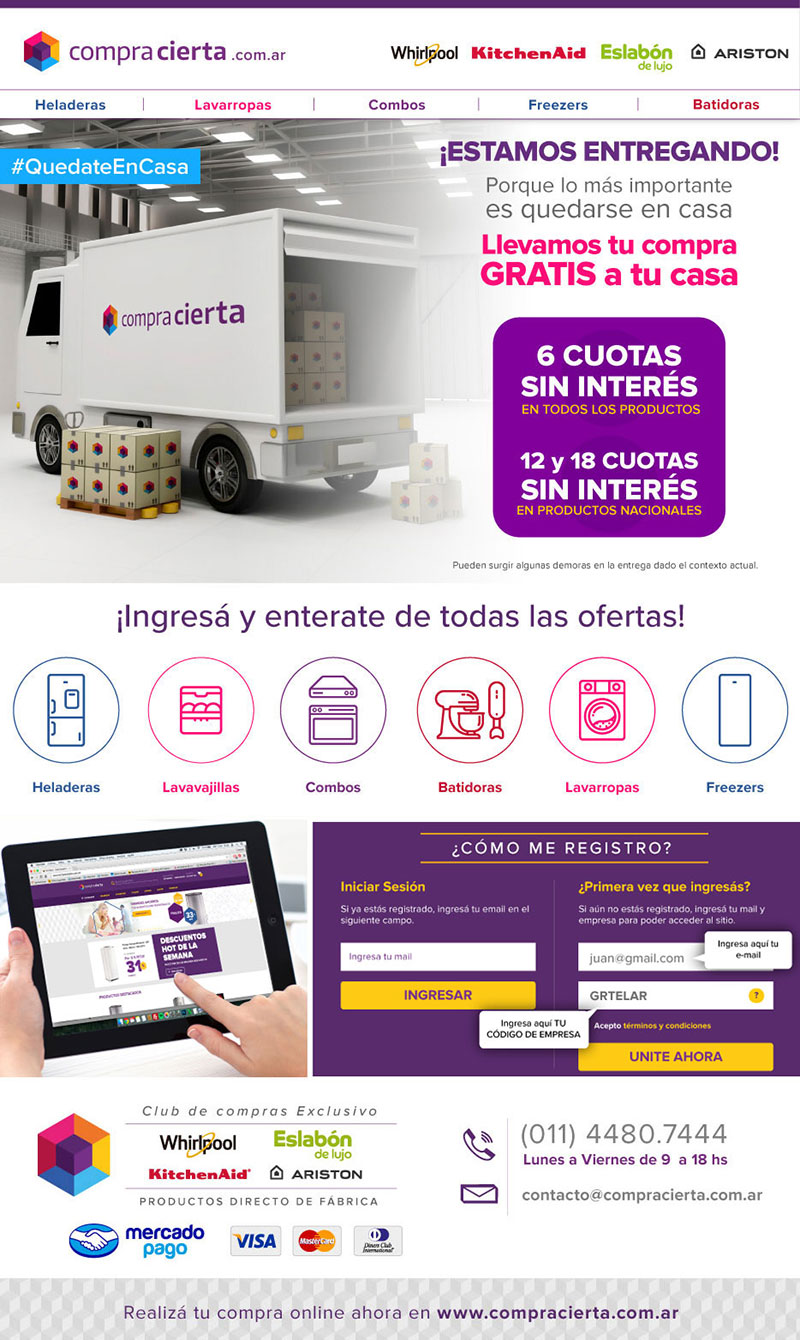 compracierta.com.ar
Whirlpool KitchenAid Eslabón de lujo ARISTON
Heladeras | Lavarropas | Combos | Freezers | Batidoras
#QuedateEnCasa
¡ESTAMOS ENTREGANDO!
Porque lo más importante
es quedarse en casa
Llevamos tu compra
GRATIS a tu casa
compracierta
6 CUOTAS
SIN INTERÉS
EN TODOS LOS PRODUCTOS
12 y 18 CUOTAS
SIN INTERÉS
EN PRODUCTOS NACIONALES
Pueden surgir algunas demoras en la entrega dado el contexto actual.
¡Ingresá y enterate de todas las ofertas!
Heladeras Lavavajillas Combos Batidoras Lavarropas Freezers
DESCUENTOS
HOT DE LA
SEMANA
¿CÓMO ME REGISTRO?
Iniciar Sesión
Si ya estás registrado, ingresá tu email en el
siguiente campo.
Ingresa tu mail
INGRESAR
¿Primera vez que ingresás?
Si aún no estás registrado, ingresá tu mail y
empresa para poder acceder al sitio.
juan@gmail.com
Ingresa aquí tu
e-mail
GRTELAR ?
Ingresa aquí TU
CÓDIGO DE EMPRESA
Acepto términos y condiciones
UNITE AHORA
Club de compras Exclusivo
Whirlpool Eslabón de lujo
KitchenAid ARISTON
PRODUCTOS DIRECTO DE FÁBRICA
mercado
pago
VISA MasterCard Diners Club International
(011) 4480.7444
Lunes a Viernes de 9 a 18 hs
contacto@compracierta.com.ar
Realizá tu compra online ahora en www.compracierta.com.ar